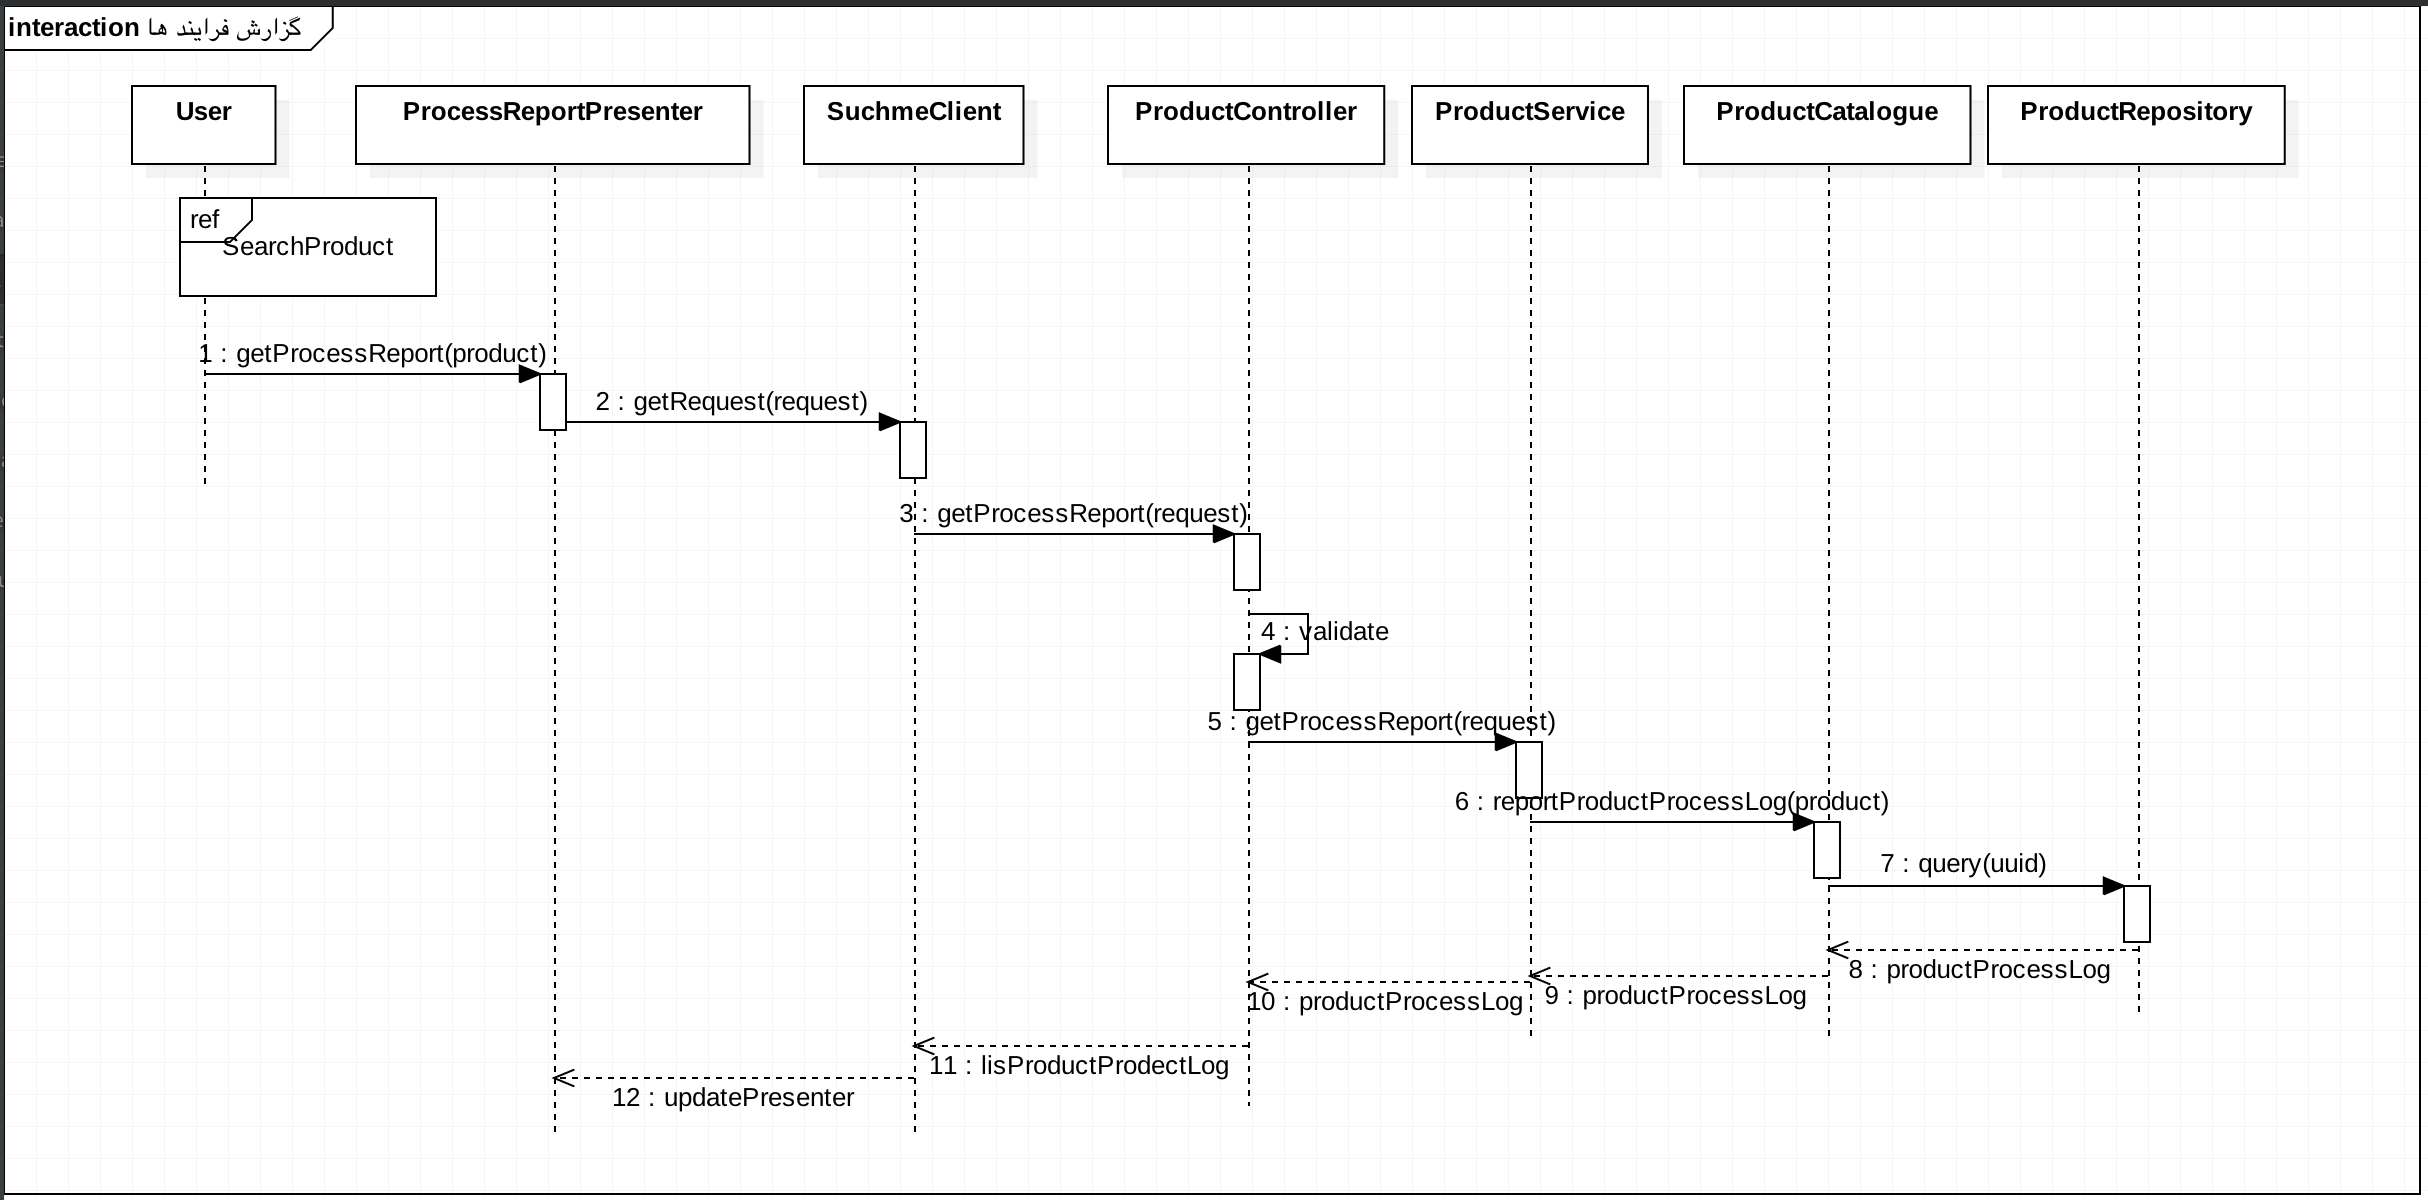 interaction گزارش فرایند ها
User
ProcessReportPresenter
SuchmeClient
ProductController
ProductService
ProductCatalogue
ProductRepository
ref
SearchProduct
1 : getProcessReport(product)
2 : getRequest(request)
3 : getProcessReport(request)
4 : validate
5 : getProcessReport(request)
6 : reportProductProcessLog(product)
7 : query(uuid)
8 : productProcessLog
9 : productProcessLog
10 : productProcessLog
11 : lisProductProdectLog
12 : updatePresenter